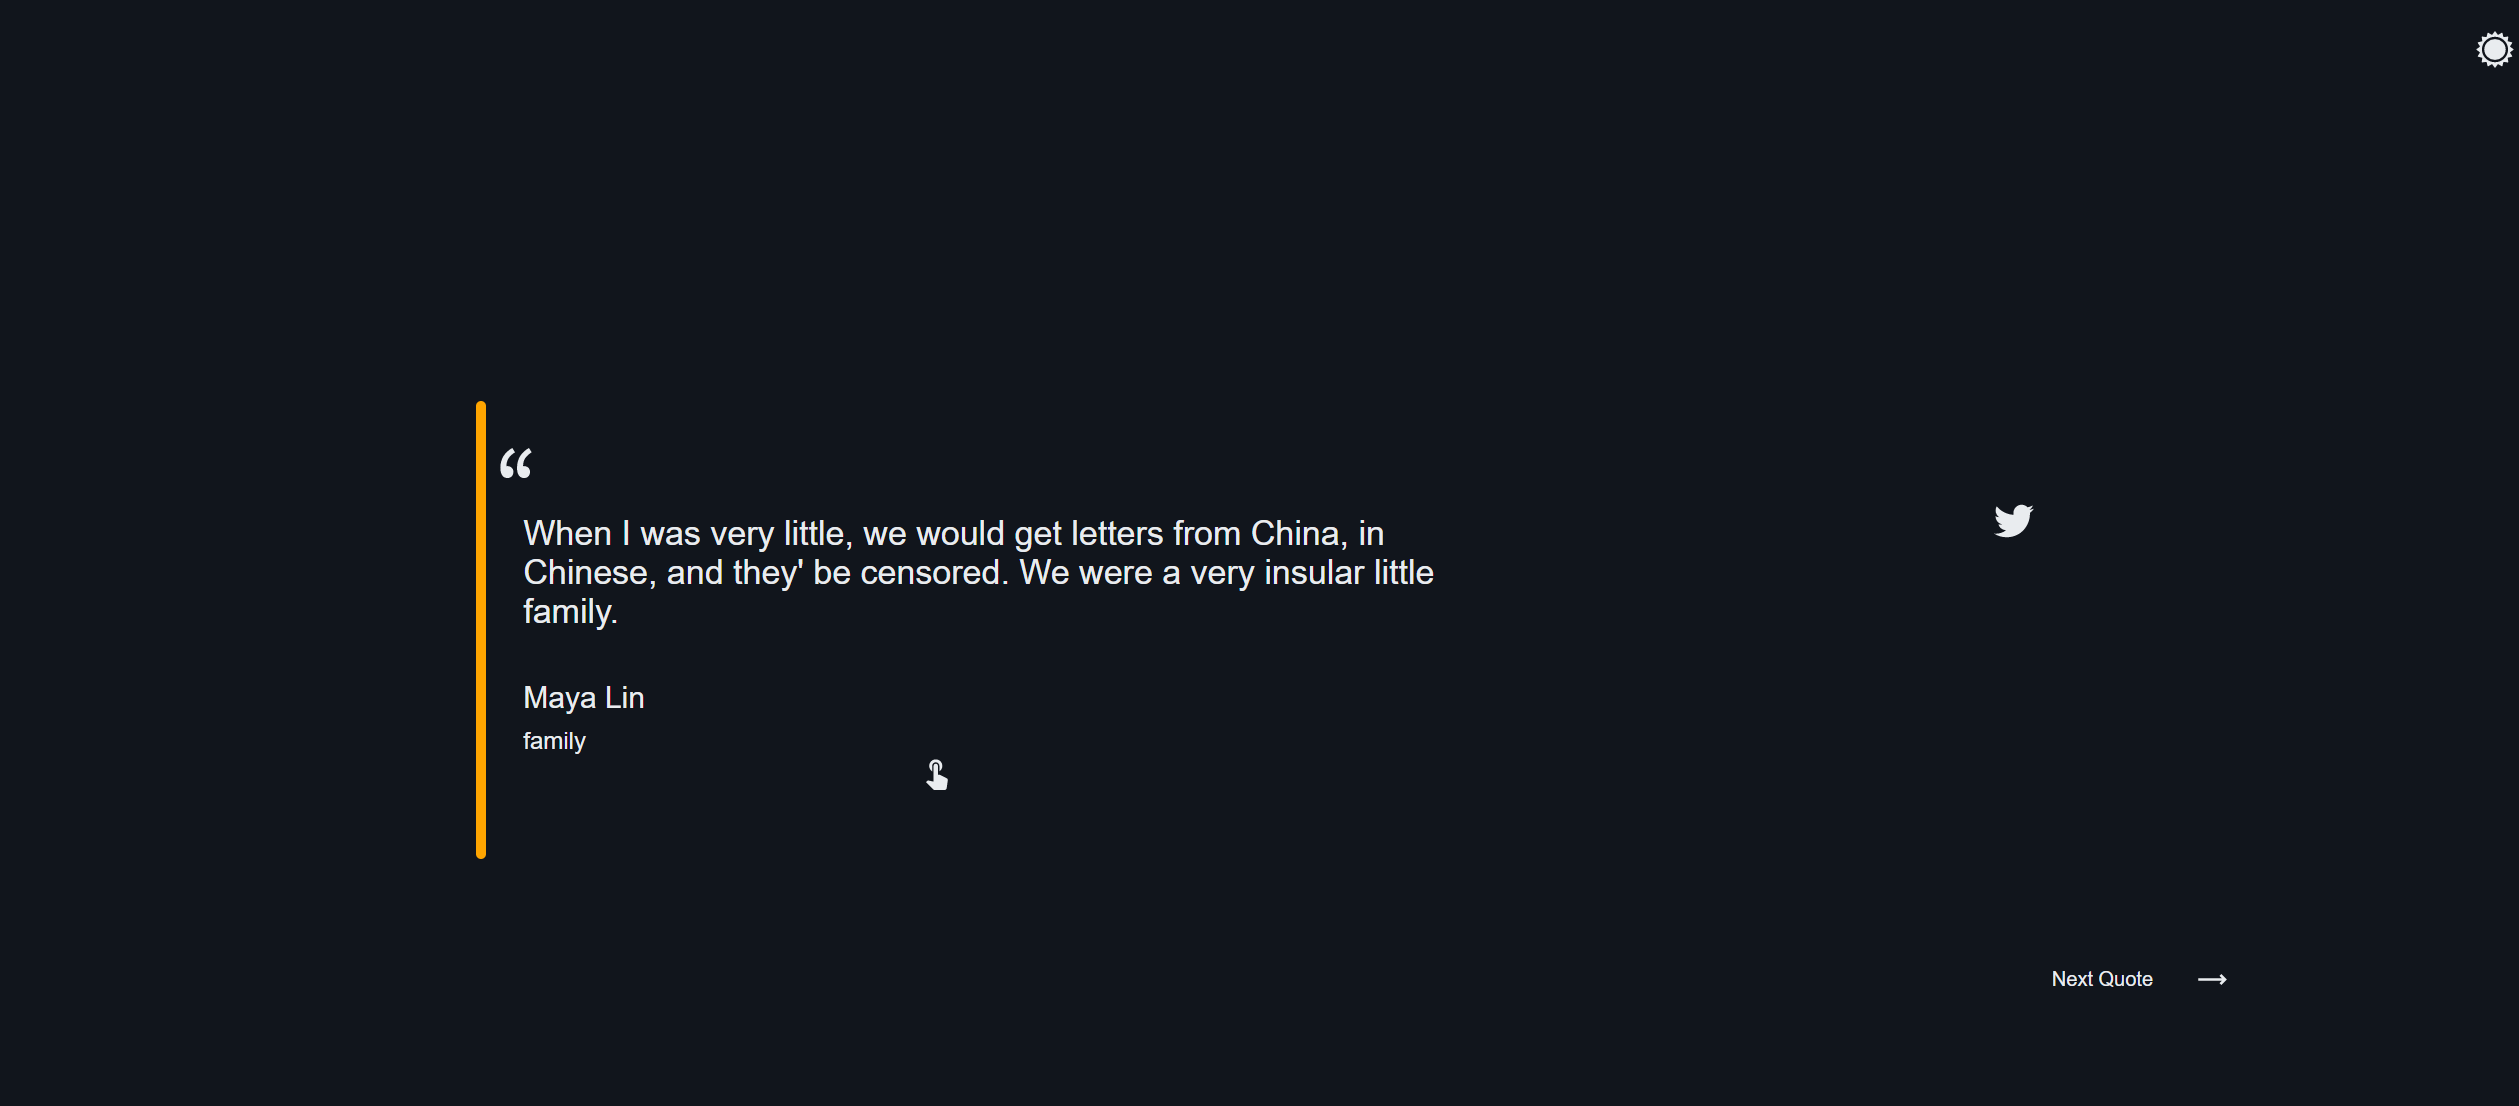 “
When I was very little, we would get letters from China, in
Chinese, and they' be censored. We were a very insular little
family.
Maya Lin
family
Next Quote